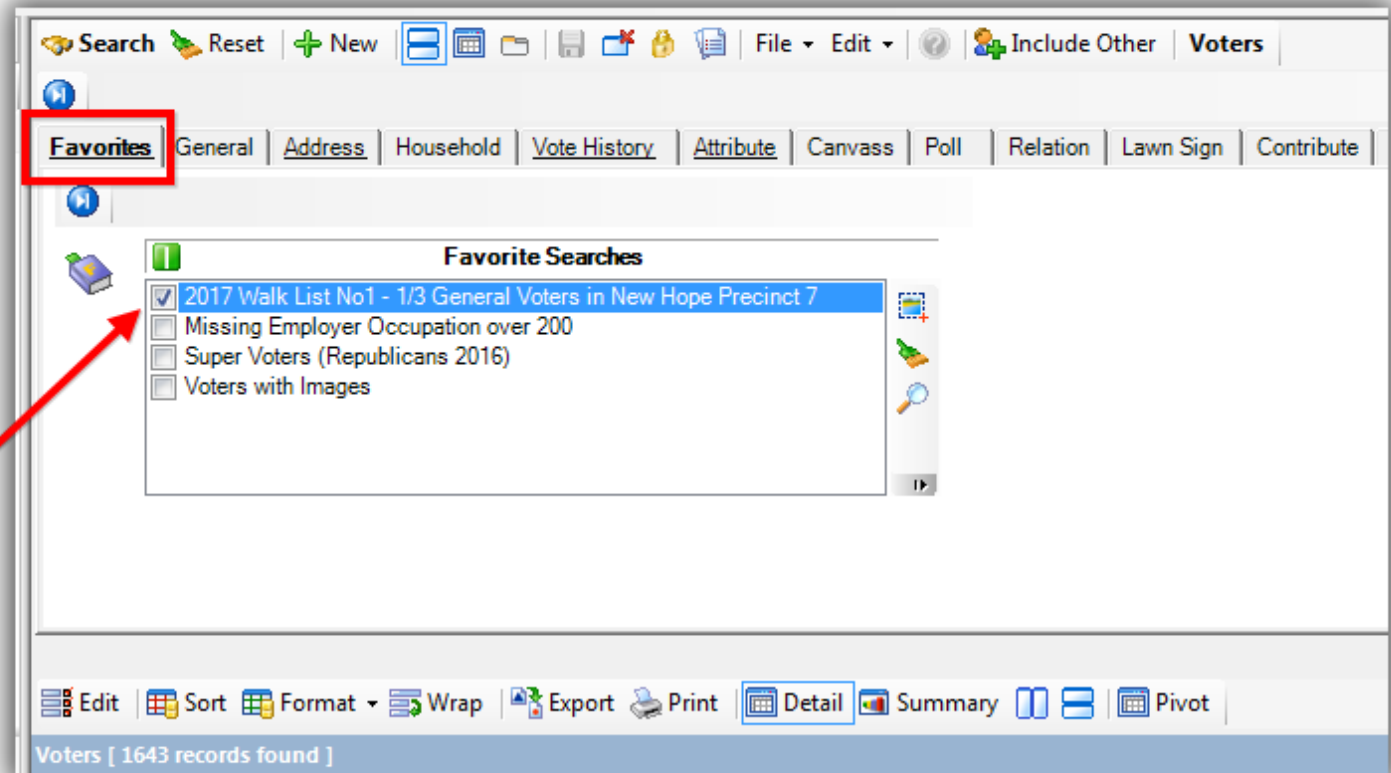 Search Reset New File Edit Include Other Voters
Favorites General Address Household Vote History Attribute Canvass Poll Relation Lawn Sign Contribute
Favorite Searches
2017 Walk List No1 - 1/3 General Voters in New Hope Precinct 7
Missing Employer Occupation over 200
Super Voters (Republicans 2016)
Voters with Images
Edit Sort Format Wrap Export Print Detail Summary Pivot
Voters [ 1643 records found ]